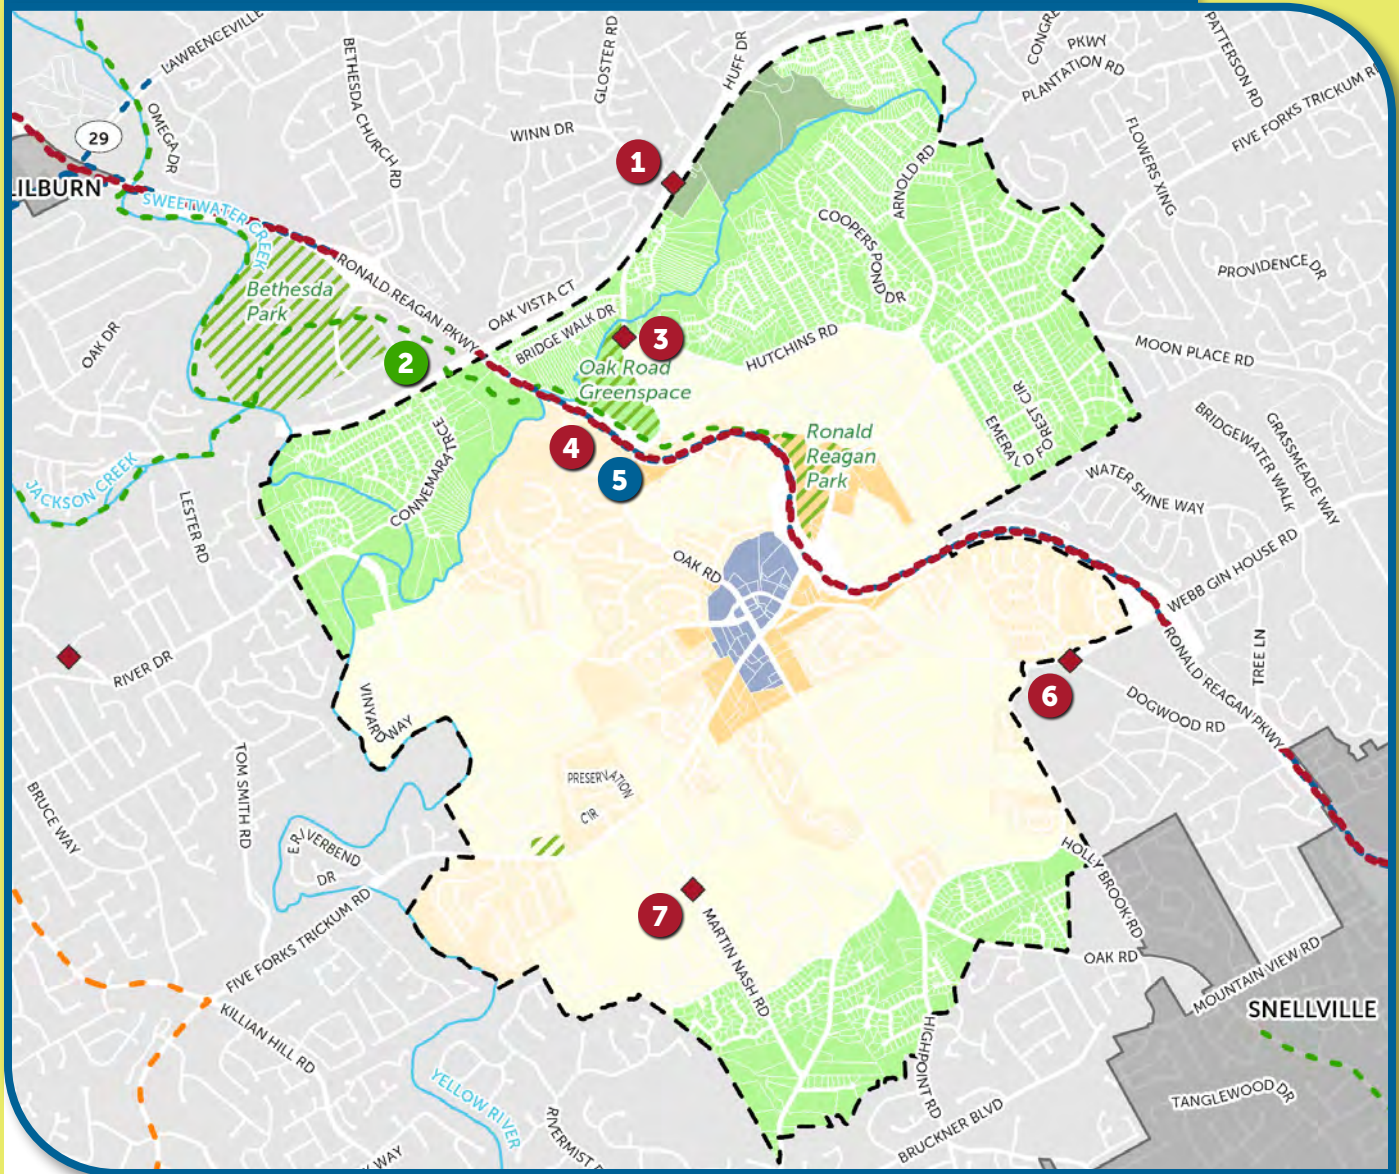 LAWRENCEVILLE
BETHESDA CHURCH RD
GLOSTER RD
HUFF DR
PKWY
PLANTATION RD
PATTERSON RD
FIVE FORKS TRICKUM R
FLOWERS XING
OMEGA DR
29
WINN DR
1
LILBURN
SWEETWATER CREEK
ARNOLD RD
COOPERS POND DR
PROVIDENCE DR
Bethesda
Park
RONALD REAGAN PKWY
OAK VISTA CT
BRIDGE WALK DR
OAK DR
2
3
Oak Road
Greenspace
HUTCHINS RD
MOON PLACE RD
EMERALD FOREST CIR
BRIDGEWATER WALK
GRASSMEADE WAY
CONNEMARA TRCE
4
5
Ronald
Reagan
Park
JACKSON CREEK
LESTER RD
WATER SHINE WAY
OAK RD
WEBB GIN HOUSE RD
RIVER DR
VINYARD WAY
6
DOGWOOD RD
RONALD REAGAN PKWY
TREE LN
TOM SMITH RD
BRUCE WAY
PRESERVATION
CIR
RIVERBEND
DR
HOLLY BROOK RD
7
MARTIN NASH RD
FIVE FORKS TRICKUM RD
OAK RD
MOUNTAIN VIEW RD
SNELLVILLE
KILLIAN HILL RD
HIGHPOINT RD
YELLOW RIVER
RIVERMIST
BRUCKNER BLVD
TANGLEWOOD DR
WAY